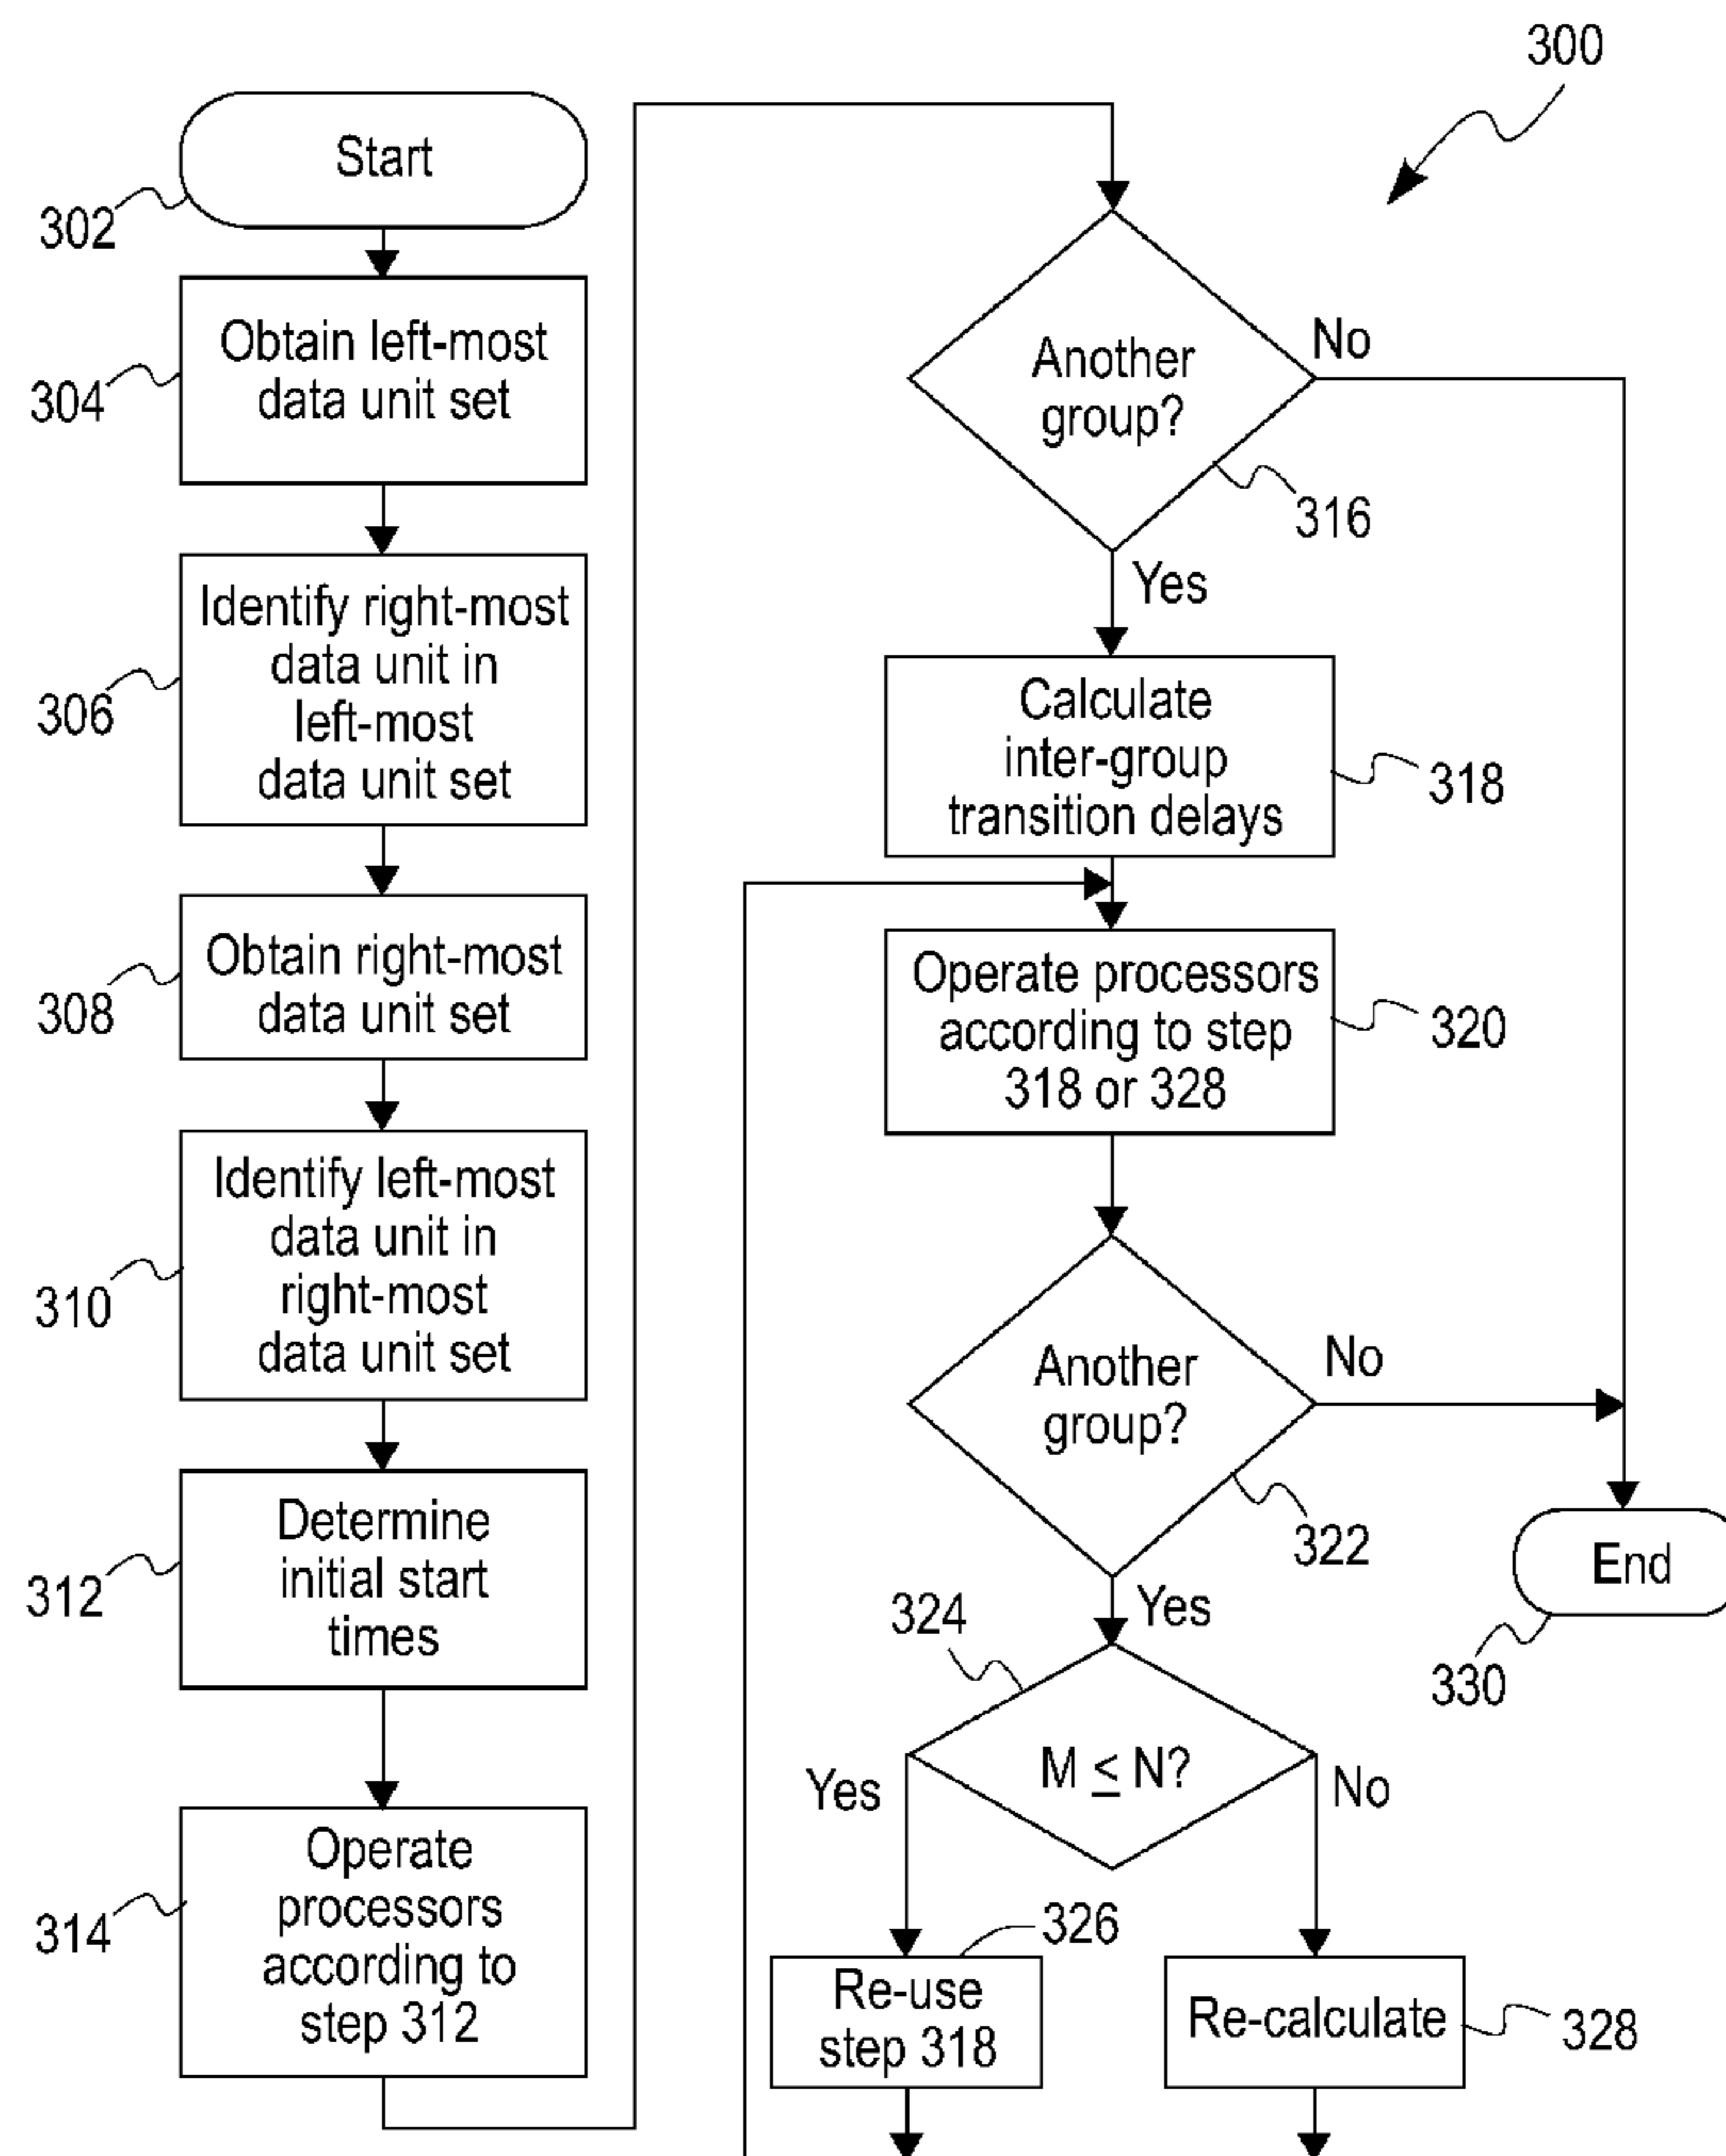 300
Start
302
Obtain left-most
data unit set
304
Identify right-most
data unit in
left-most
data unit set
306
Obtain right-most
data unit set
308
Identify left-most
data unit in
right-most
data unit set
310
Determine
initial start
times
312
Operate
processors
according to
step 312
314
Another
group?
No
316
Yes
Calculate
inter-group
transition delays
318
Operate processors
according to step
318 or 328
320
Another
group?
No
322
End
330
Yes
324
M ≤ N?
Yes
No
326
Re-use
step 318
Re-calculate
328